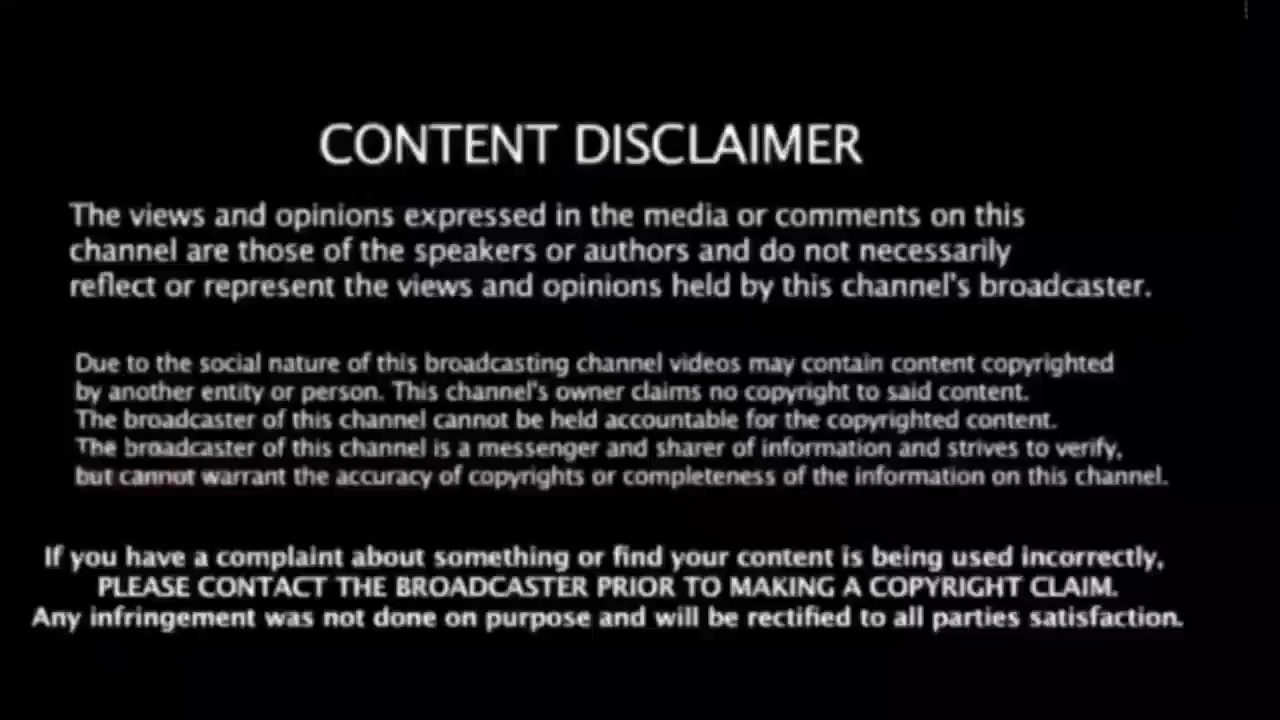 CONTENT DISCLAIMER
The views and opinions expressed in the media or comments on this
channel are those of the speakers or authors and do not necessarily
reflect or represent the views and opinions held by this channel's broadcaster.
Due to the social nature of this broadcasting channel videos may contain content copyrighted
by another entity or person. This channel's owner claims no copyright to said content.
The broadcaster of this channel cannot be held accountable for the copyrighted content.
The broadcaster of this channel is a messenger and sharer of information and strives to verify,
but cannot warrant the accuracy of copyrights or completeness of the information on this channel.
If you have a complaint about something or find your content is being used incorrectly,
PLEASE CONTACT THE BROADCASTER PRIOR TO MAKING A COPYRIGHT CLAIM.
Any infringement was not done on purpose and will be rectified to all parties satisfaction.